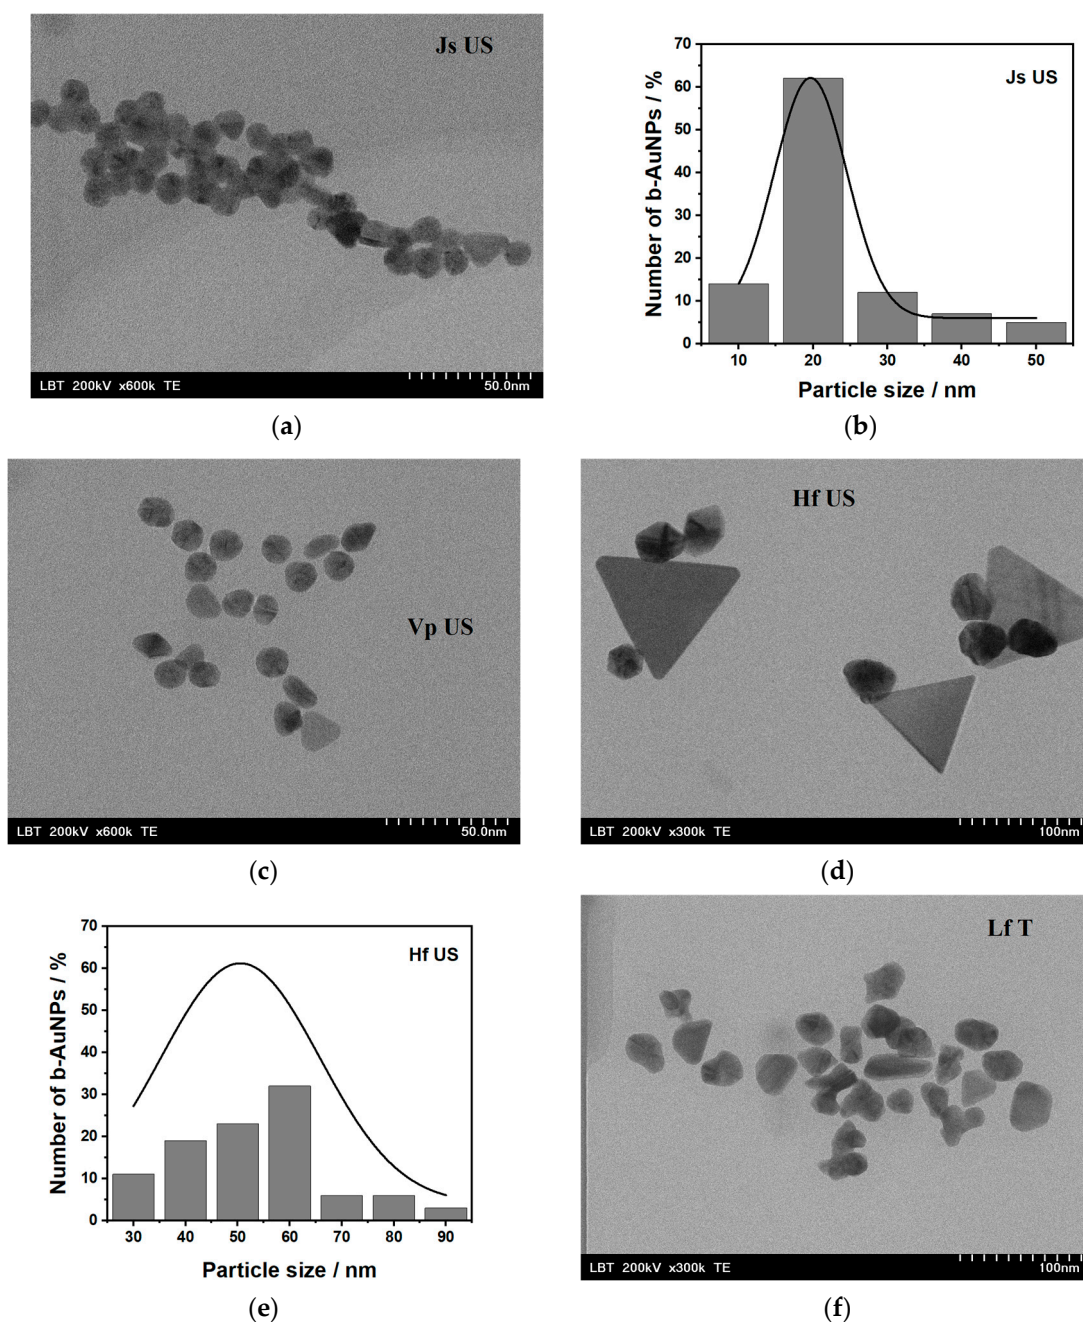 Js US
LBT 200kV x600k TE
50.0nm
(a)
Number of b-AuNPs / %
70
60
50
40
30
20
10
0
Js US
10 20 30 40 50
Particle size / nm
(b)
Vp US
LBT 200kV x600k TE
50.0nm
(c)
Hf US
LBT 200kV x300k TE
100nm
(d)
Number of b-AuNPs / %
70
60
50
40
30
20
10
0
Hf US
30 40 50 60 70 80 90
Particle size / nm
(e)
Lf T
LBT 200kV x300k TE
100nm
(f)